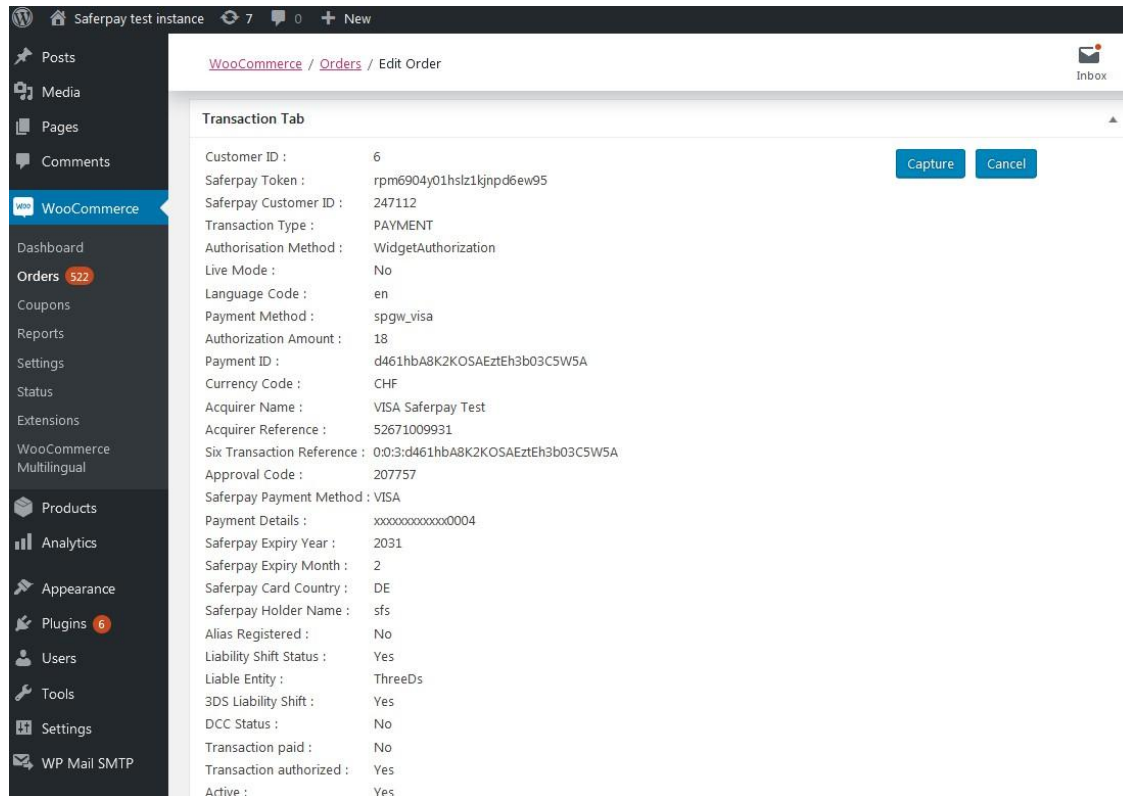 Saferpay test instance 7 0 + New
Posts
Media
Pages
Comments
WooCommerce
Dashboard
Orders 522
Coupons
Reports
Settings
Status
Extensions
WooCommerce
Multilingual
Products
Analytics
Appearance
Plugins 6
Users
Tools
Settings
WP Mail SMTP
WooCommerce / Orders / Edit Order
Inbox
Transaction Tab
Capture Cancel
Customer ID : 6
Saferpay Token : rpm6904y01hslz1kjnpd6ew95
Saferpay Customer ID : 247112
Transaction Type : PAYMENT
Authorisation Method : WidgetAuthorization
Live Mode : No
Language Code : en
Payment Method : spgw_visa
Authorization Amount : 18
Payment ID : d461hbA8K2KOSAEztEh3b03C5W5A
Currency Code : CHF
Acquirer Name : VISA Saferpay Test
Acquirer Reference : 52671009931
Six Transaction Reference : 0:0:3:d461hbA8K2KOSAEztEh3b03C5W5A
Approval Code : 207757
Saferpay Payment Method : VISA
Payment Details : xxxxxxxxxxxx0004
Saferpay Expiry Year : 2031
Saferpay Expiry Month : 2
Saferpay Card Country : DE
Saferpay Holder Name : sfs
Alias Registered : No
Liability Shift Status : Yes
Liable Entity : ThreeDs
3DS Liability Shift : Yes
DCC Status : No
Transaction paid : No
Transaction authorized : Yes
Active : Yes